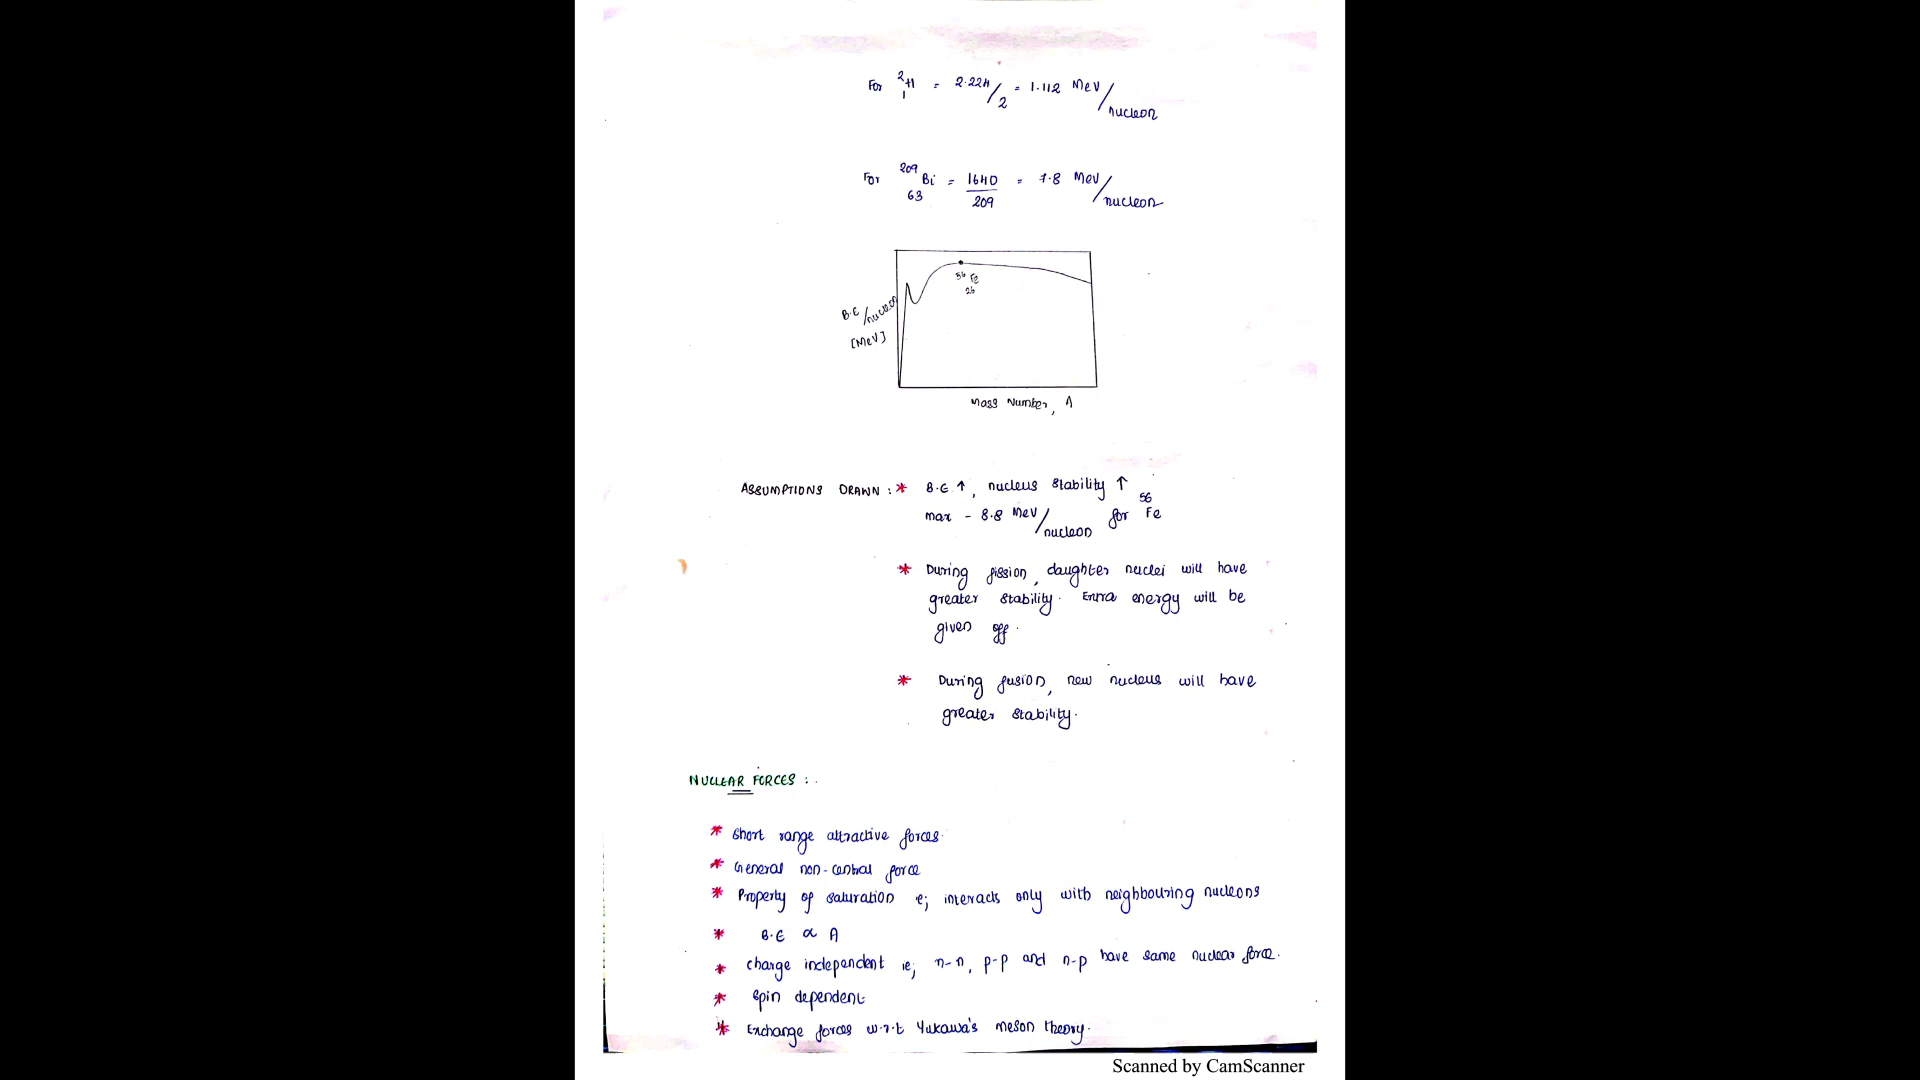 For ²₁H = 2.224/2 = 1.112 MeV/nucleon
For ²⁰⁹₆₃Bi = 1640/209 = 7.8 MeV/nucleon
B.E/nucleon
[MeV]
⁵⁶₂₆Fe
Mass Number, A
ASSUMPTIONS DRAWN : * B.E ↑, nucleus stability ↑
max - 8.8 MeV/nucleon for ⁵⁶Fe
* During fission, daughter nuclei will have
greater stability. Extra energy will be
given off.
* During fusion, new nucleus will have
greater stability.
NUCLEAR FORCES :
* Short range attractive forces.
* General non-central force
* Property of saturation ie; interacts only with neighbouring nucleons
* B.E ∝ A
* Charge independent ie; n-n, p-p and n-p have same nuclear force.
* Spin dependent
* Exchange forces w.r.t Yukawa's meson theory.
Scanned by CamScanner